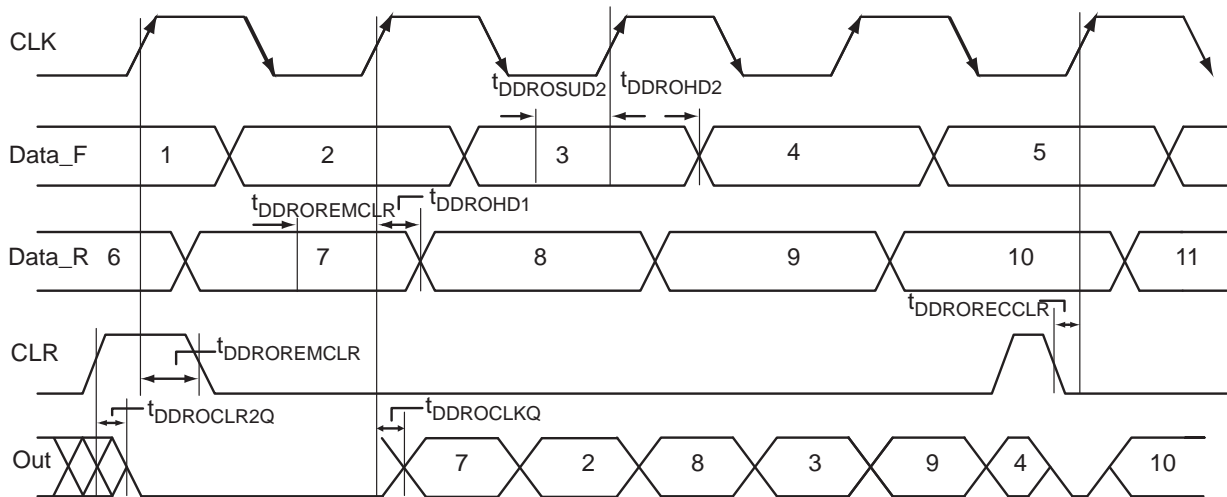 CLK
tDDROSUD2 tDDROHD2
Data_F 1 2 3 4 5
tDDROREMCLR tDDROHD1
Data_R 6 7 8 9 10 11
tDDRORECCLR
CLR tDDROREMCLR
tDDROCLR2Q tDDROCLKQ
Out 7 2 8 3 9 4 10